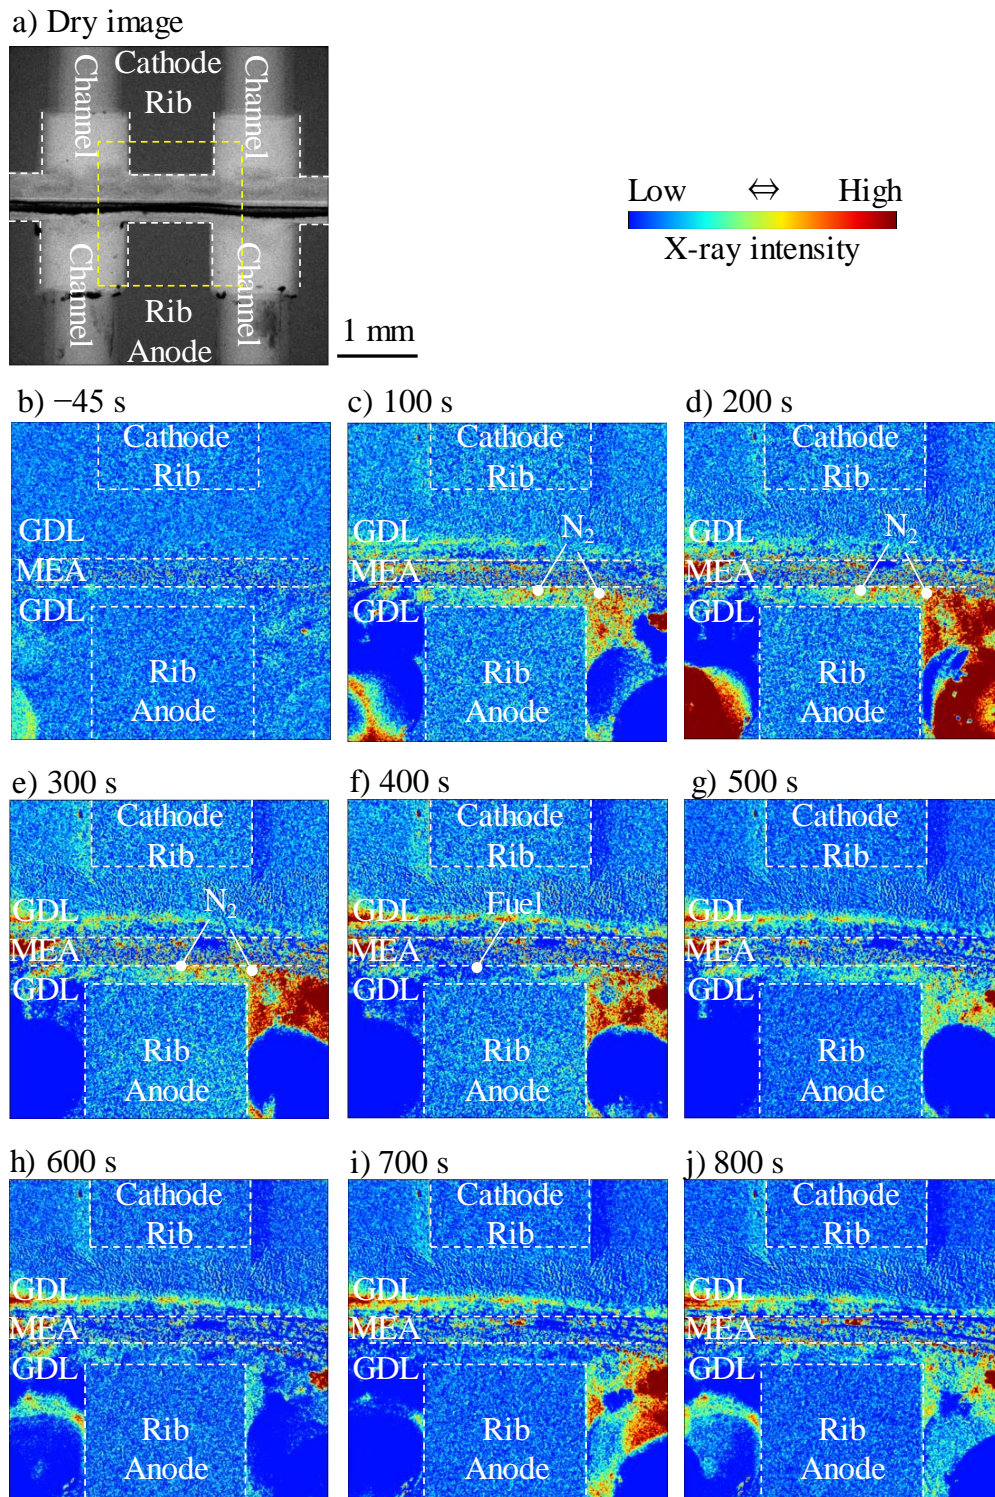 a) Dry image
Channel
Cathode
Rib
Channel
Channel
Rib
Anode
Channel
1 mm
Low ⇔ High
X-ray intensity
b) −45 s
Cathode
Rib
GDL
MEA
GDL
Rib
Anode
c) 100 s
Cathode
Rib
GDL
N₂
MEA
GDL
Rib
Anode
d) 200 s
Cathode
Rib
GDL
N₂
MEA
GDL
Rib
Anode
e) 300 s
Cathode
Rib
N₂
GDL
MEA
GDL
Rib
Anode
f) 400 s
Cathode
Rib
Fuel
GDL
MEA
GDL
Rib
Anode
g) 500 s
Cathode
Rib
GDL
MEA
GDL
Rib
Anode
h) 600 s
Cathode
Rib
GDL
MEA
GDL
Rib
Anode
i) 700 s
Cathode
Rib
GDL
MEA
GDL
Rib
Anode
j) 800 s
Cathode
Rib
GDL
MEA
GDL
Rib
Anode